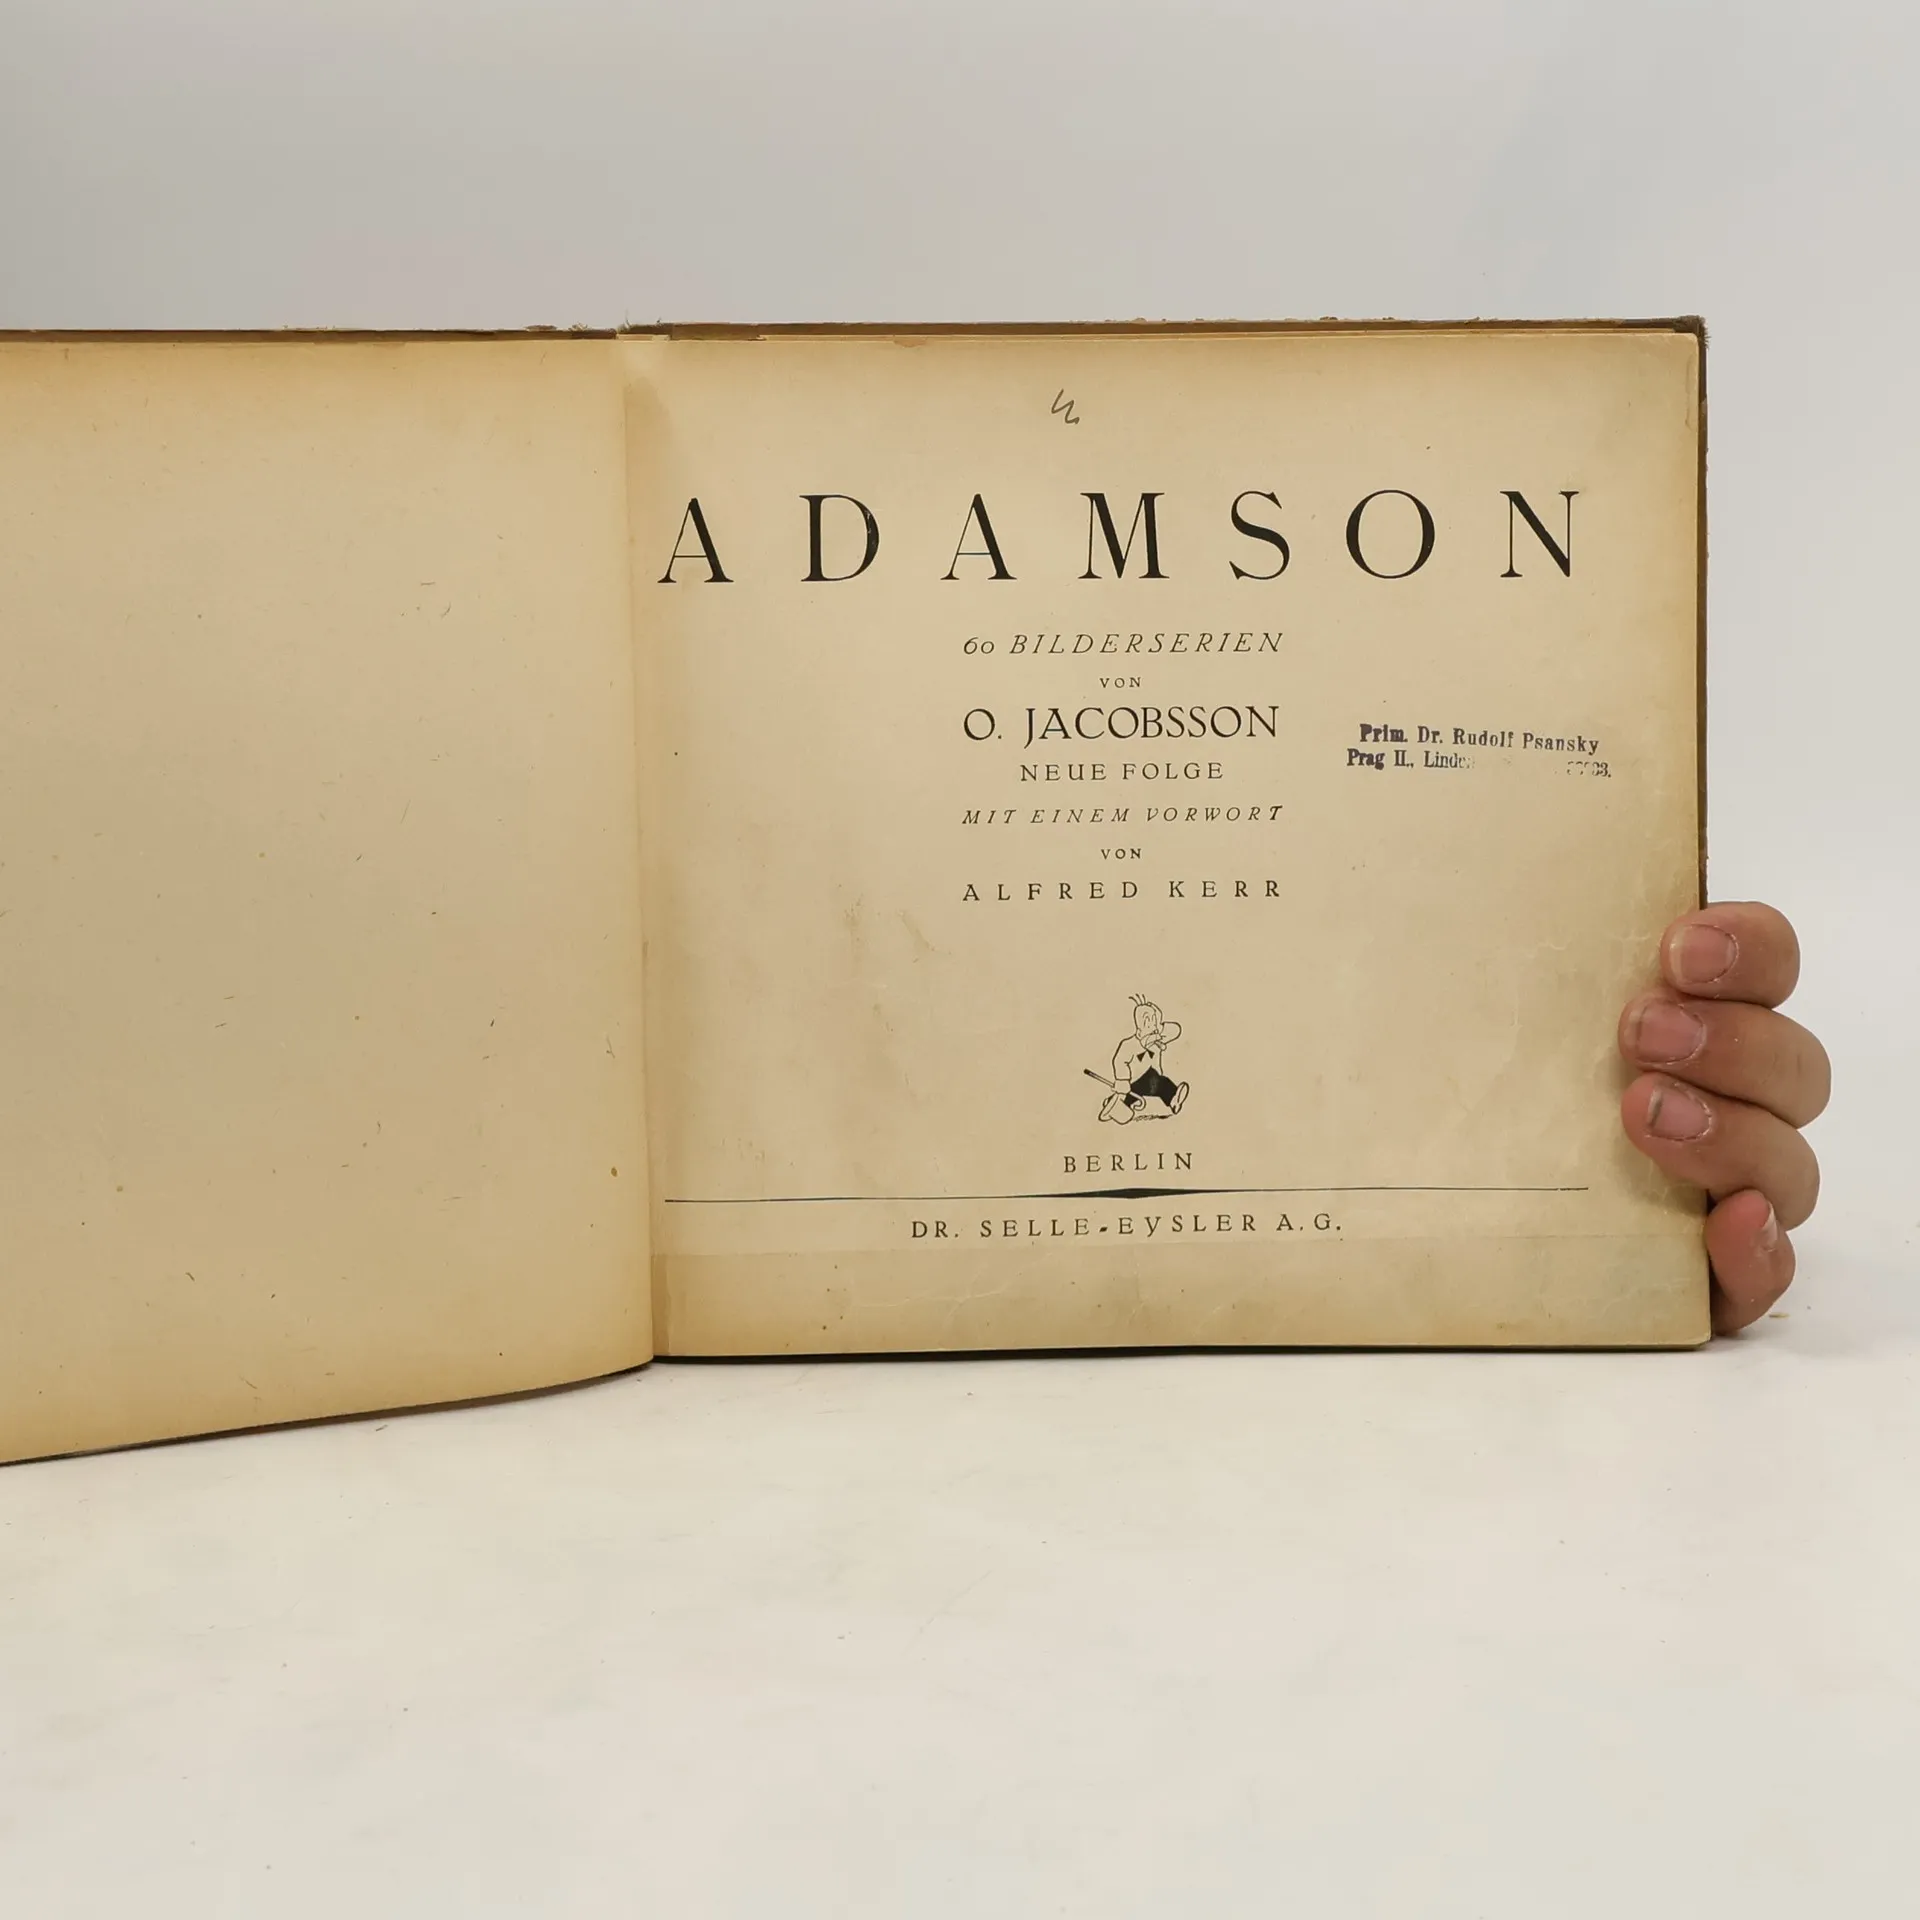 ADAMSON
60 BILDERSERIEN
VON
O. JACOBSSON
NEUE FOLGE
MIT EINEM VORWORT
VON
ALFRED KERR
Prim. Dr. Rudolf Psansky
Prag II.,
BERLIN
DR. SELLE-EYSLER A.G.